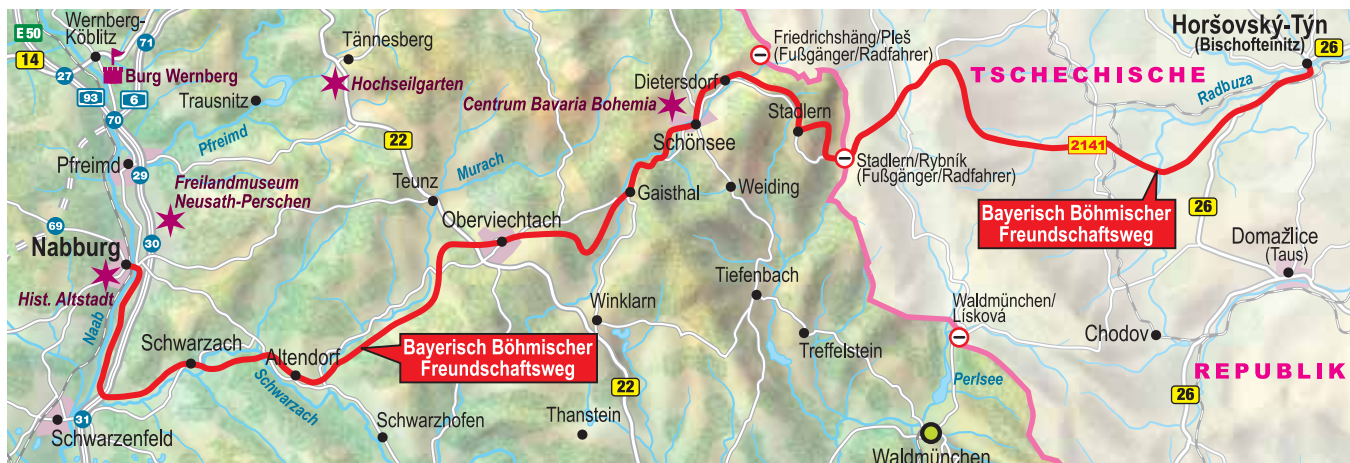 E 50
Wernberg-
Köblitz
71
14
27
Burg Wernberg
93
6
Trausnitz
70
Pfreimd
Pfreimd
29
Freilandmuseum
Neusath-Perschen
69
30
Nabburg
Hist. Altstadt
Naab
Schwarzach
Altendorf
Schwarzach
31
Schwarzenfeld
Schwarzhofen
Tännesberg
Hochseilgarten
22
Murach
Teunz
Oberviechtach
Bayerisch Böhmischer
Freundschaftsweg
Winklarn
22
Thanstein
Centrum Bavaria Bohemia
Dietersdorf
Schönsee
Gaisthal
Weiding
Stadlern
Friedrichshäng/Pleš
(Fußgänger/Radfahrer)
Stadlern/Rybník
(Fußgänger/Radfahrer)
Tiefenbach
Treffelstein
Waldmünchen/
Lísková
Perlsee
Waldmünchen
TSCHECHISCHE
2141
Bayerisch Böhmischer
Freundschaftsweg
Horšovský-Týn
(Bischofteinitz)
26
Radbuza
26
Domažlice
(Taus)
Chodov
REPUBLIK
26